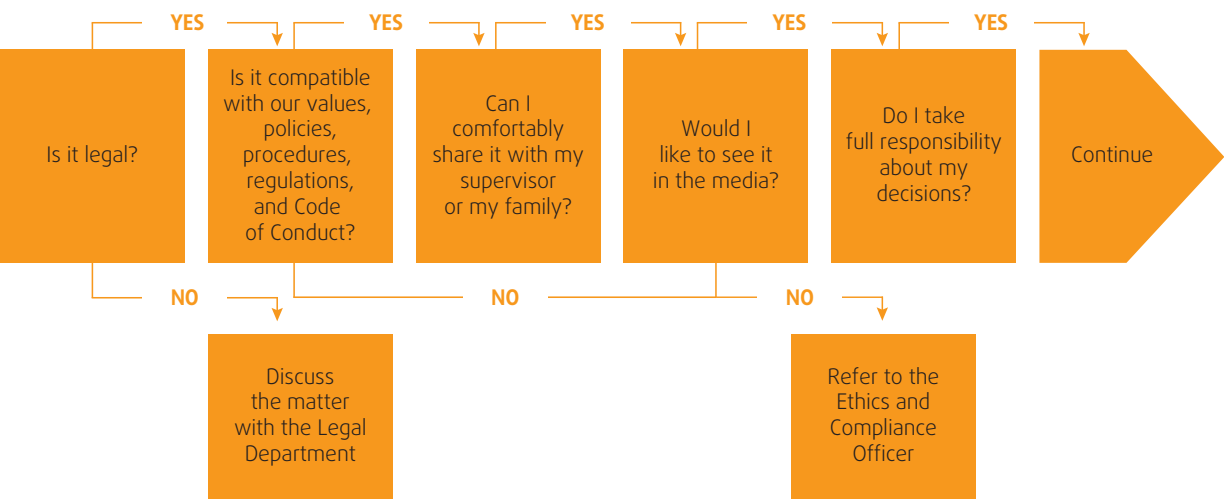 YES
YES
YES
YES
YES
Is it legal?
Is it compatible
with our values,
policies,
procedures,
regulations,
and Code
of Conduct?
Can I
comfortably
share it with my
supervisor
or my family?
Would I
like to see it
in the media?
Do I take
full responsibility
about my
decisions?
Continue
NO
NO
NO
Discuss
the matter
with the Legal
Department
Refer to the
Ethics and
Compliance
Officer